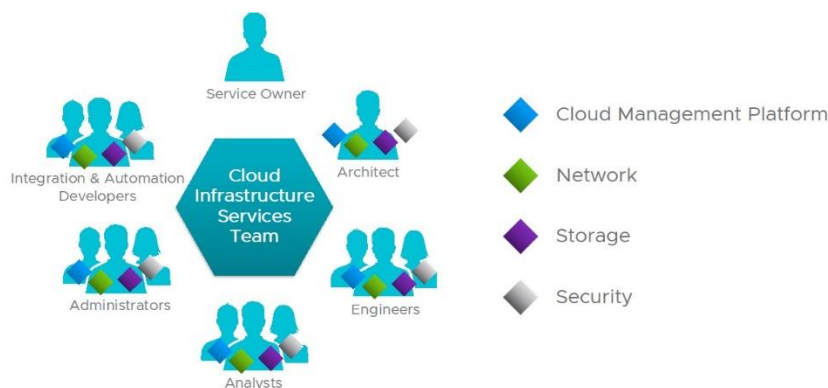 Service Owner
Architect
Integration & Automation
Developers
Cloud
Infrastructure
Services
Team
Administrators
Engineers
Analysts
Cloud Management Platform
Network
Storage
Security